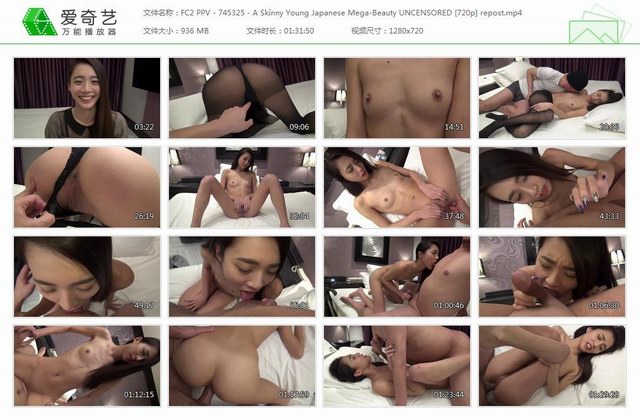 爱奇艺
万能播放器
文件名称：FC2 PPV - 745325 - A Skinny Young Japanese Mega-Beauty UNCENSORED [720p] repost.mp4
文件大小：936 MB 文件时长：01:31:50 视频尺寸：1280x720
03:22 09:06 14:51
26:19 37:48 43:33
49:17 01:00:46
01:12:15 01:23:44